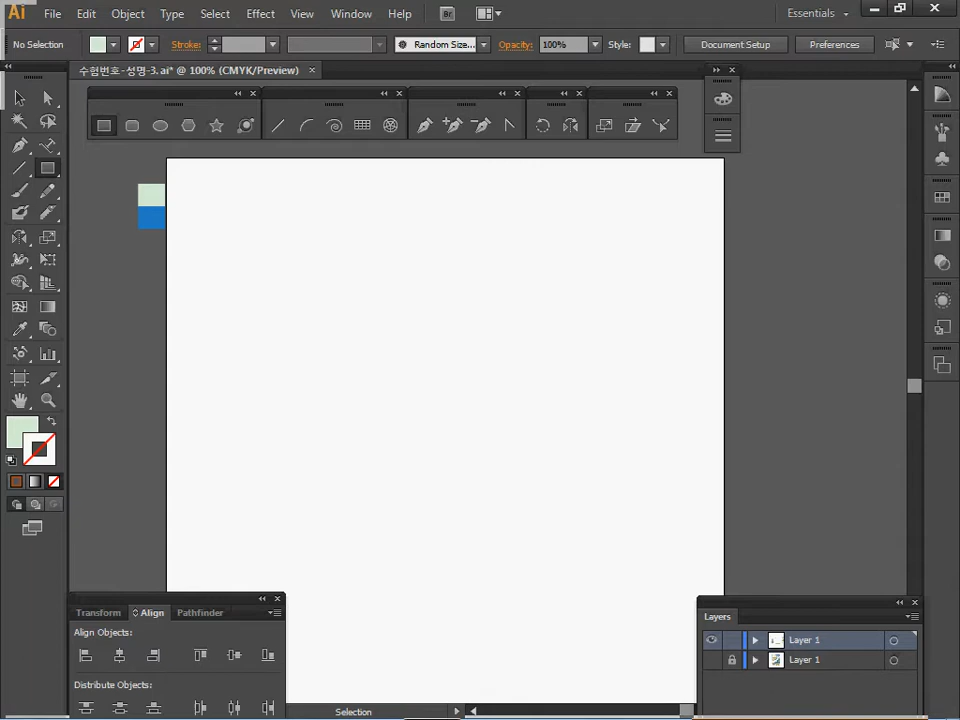 Ai File Edit Object Type Select Effect View Window Help Br Essentials
No Selection Stroke: Random Size... Opacity: 100% Style: Document Setup Preferences
수험번호-성명-3.ai* @ 100% (CMYK/Preview)
Transform Align Pathfinder
Align Objects:
Distribute Objects:
Layers
Layer 1
Layer 1
Selection